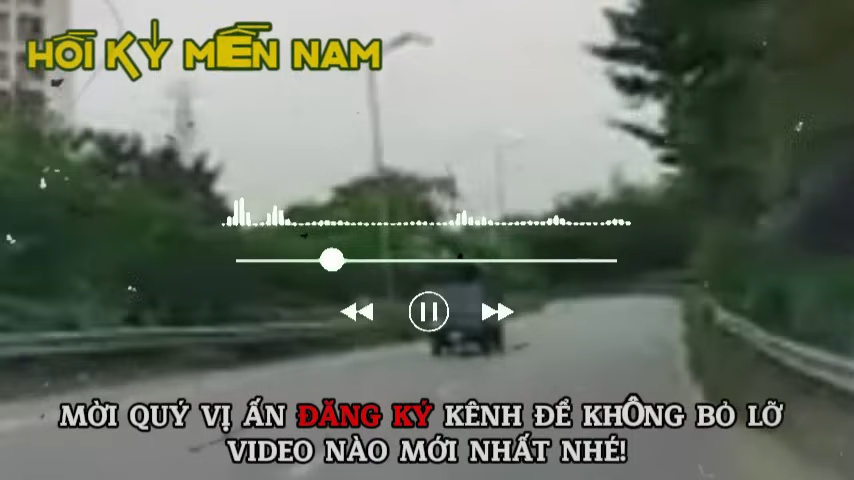 HỒI KÝ MIỀN NAM
MỜI QUÝ VỊ ẤN ĐĂNG KÝ KÊNH ĐỂ KHÔNG BỎ LỠ
VIDEO NÀO MỚI NHẤT NHÉ!